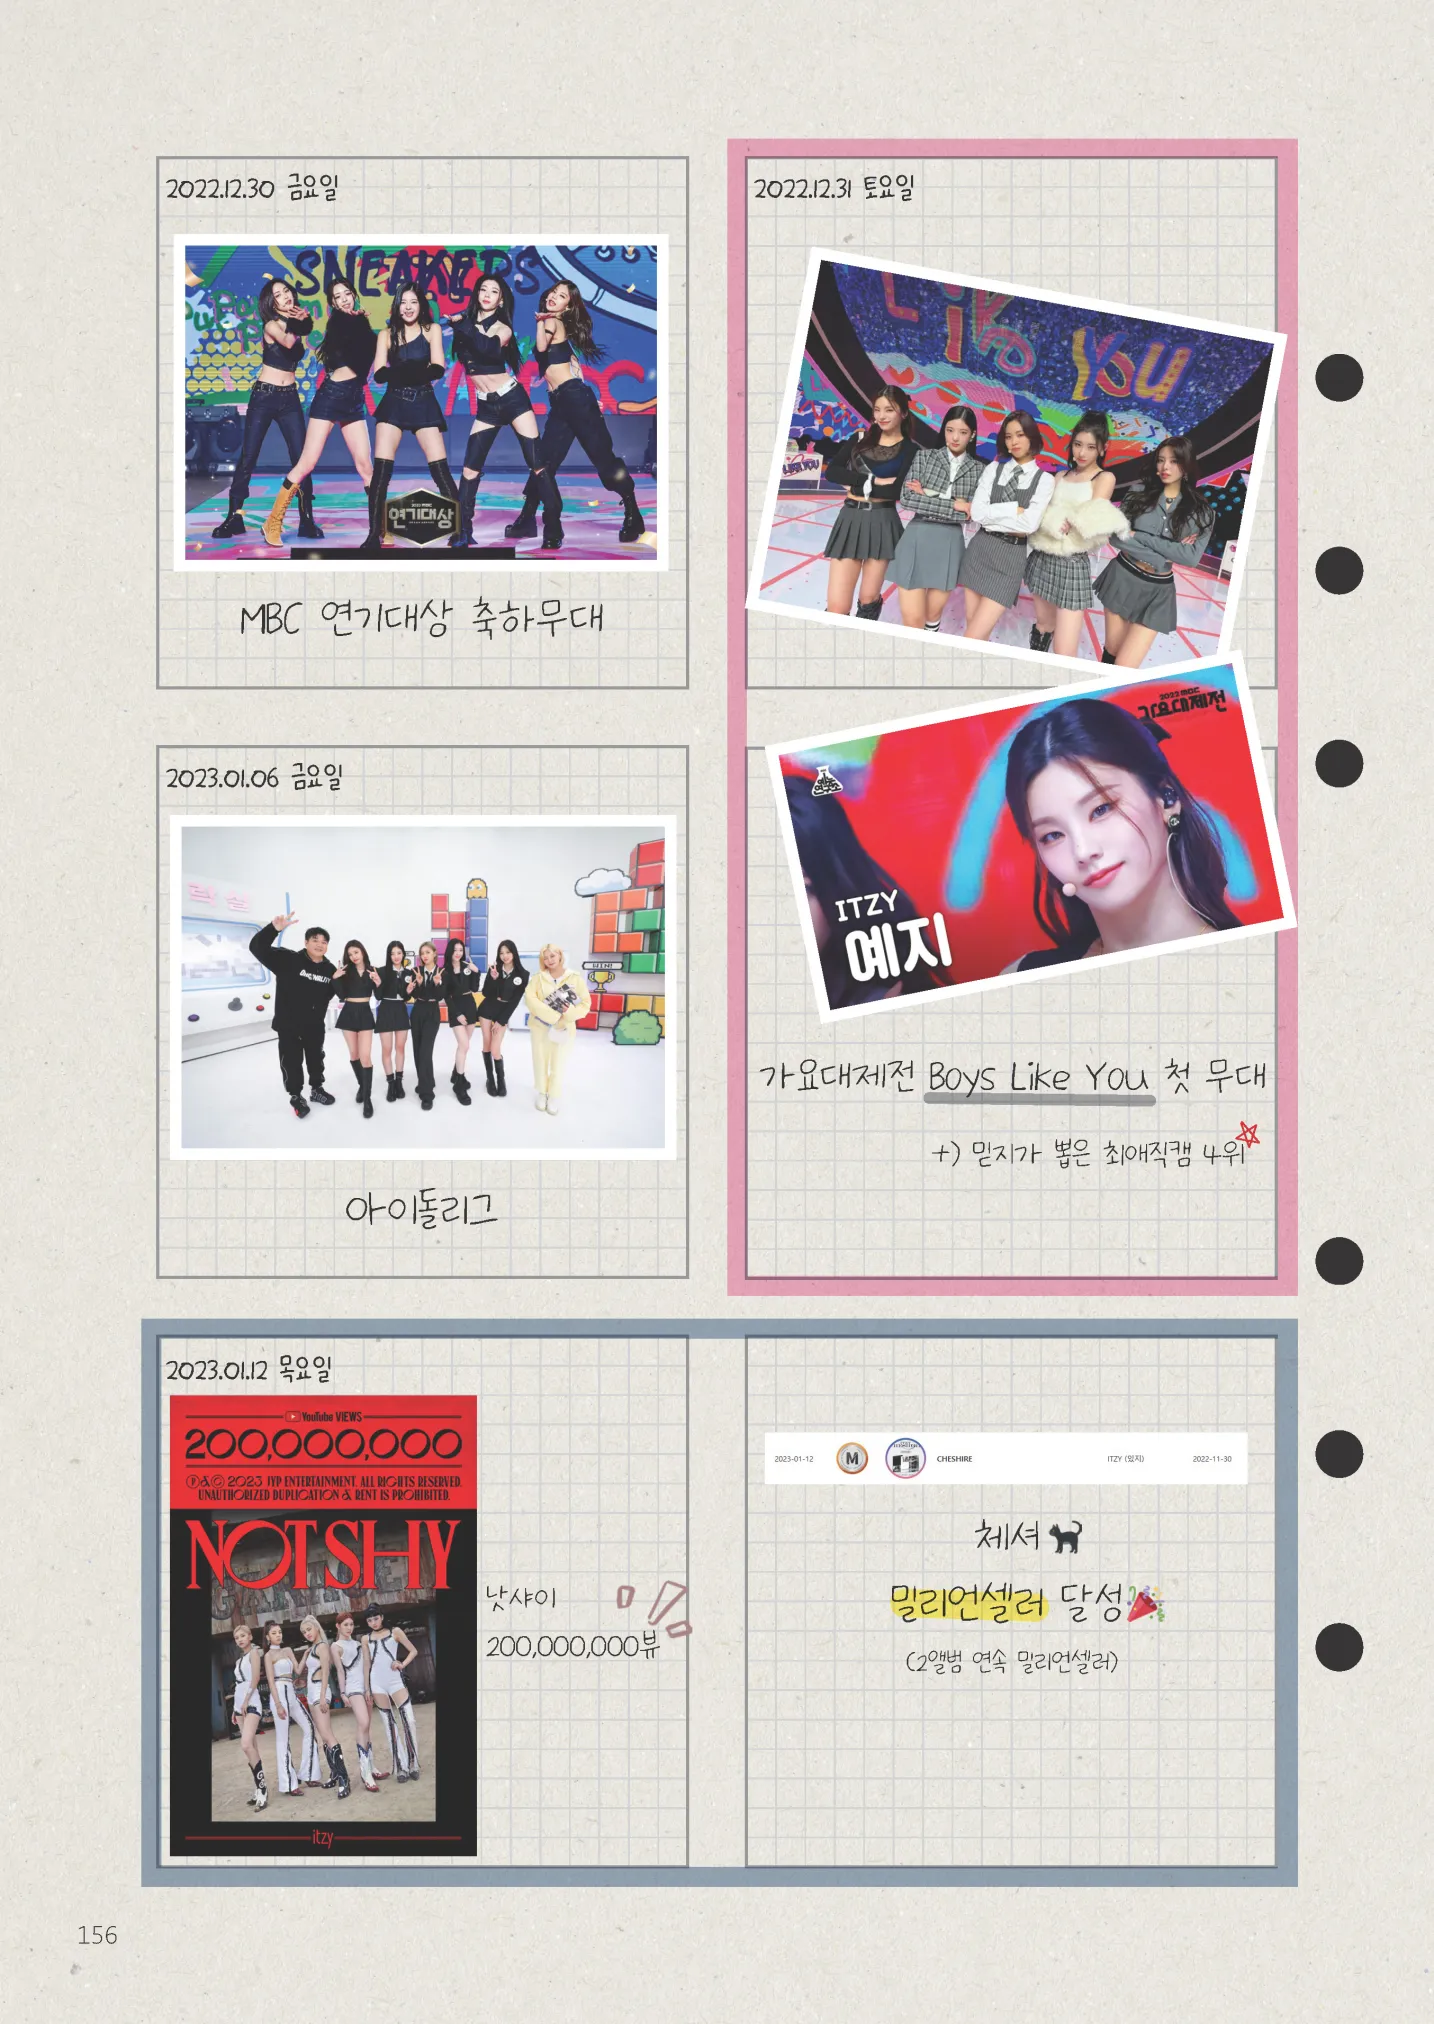 2022.12.30 금요일
SNEAKERS
연기대상
MBC 연기대상 축하무대
2022.12.31 토요일
Like You
2022 MBC
가요대제전
ITZY
예지
가요대제전 Boys Like You 첫 무대
+) 믿지가 뽑은 최애직캠 4위
2023.01.06 금요일
락실
WIN!
아이돌리그
2023.01.12 목요일
YouTube VIEWS
200,000,000
Ⓟ&Ⓒ 2023 JYP ENTERTAINMENT. ALL RIGHTS RESERVED.
UNAUTHORIZED DUPLICATION & RENT IS PROHIBITED.
NOT SHY
GARAGE
itzy
낫샤이
200,000,000뷰
2023-01-12 M CHESHIRE ITZY (있지) 2022-11-30
체셔
밀리언셀러 달성
(2앨범 연속 밀리언셀러)
156